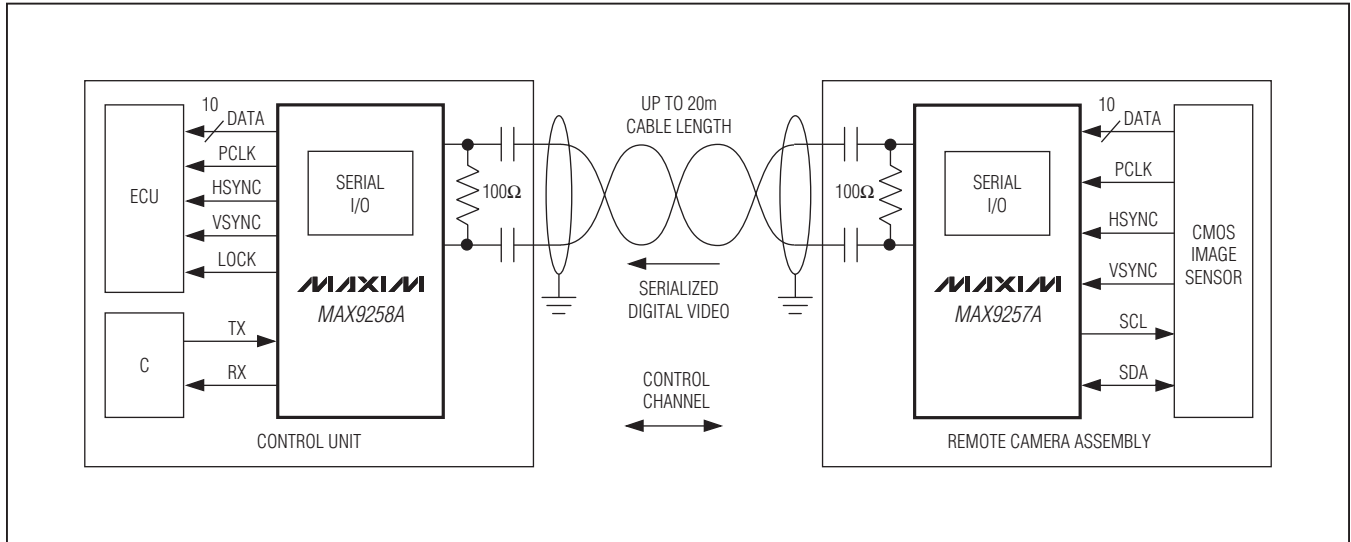 10
DATA
PCLK
HSYNC
VSYNC
LOCK
ECU
TX
RX
C
SERIAL
I/O
MAXIM
MAX9258A
100Ω
CONTROL UNIT
UP TO 20m
CABLE LENGTH
SERIALIZED
DIGITAL VIDEO
CONTROL
CHANNEL
100Ω
SERIAL
I/O
MAXIM
MAX9257A
10
DATA
PCLK
HSYNC
VSYNC
SCL
SDA
CMOS
IMAGE
SENSOR
REMOTE CAMERA ASSEMBLY